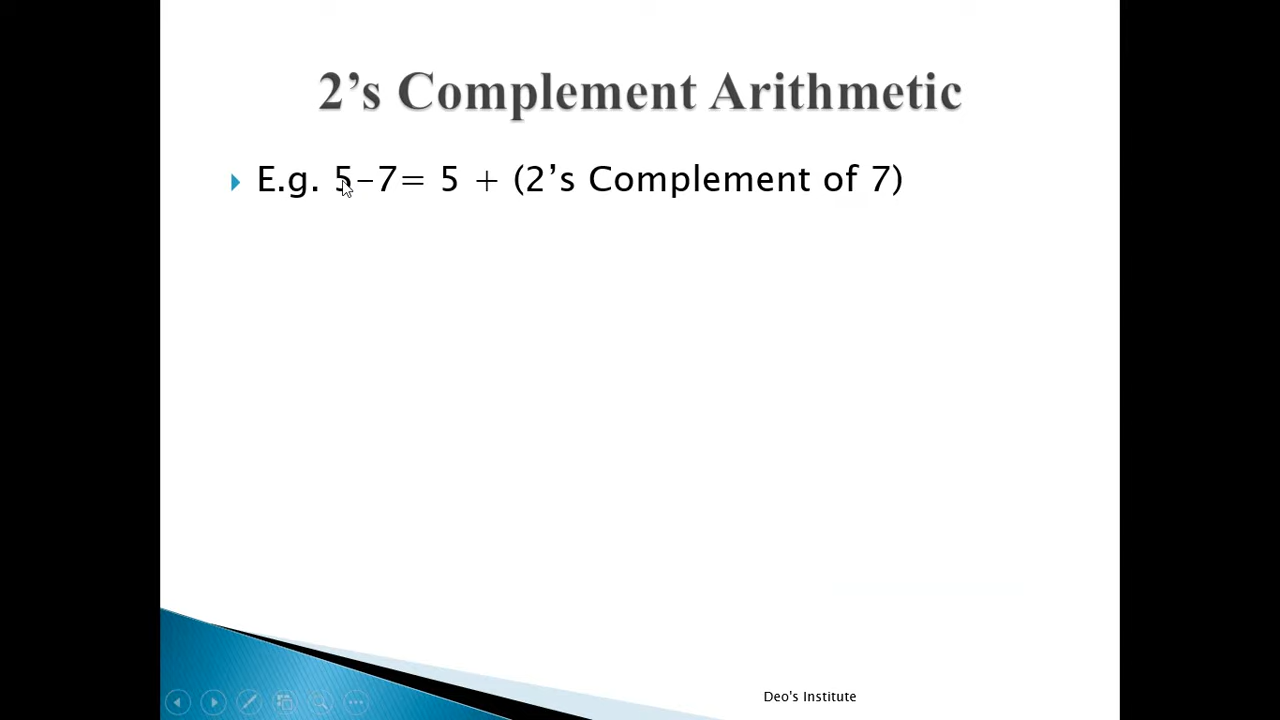 2’s Complement Arithmetic
E.g. 5–7= 5 + (2’s Complement of 7)
Deo's Institute